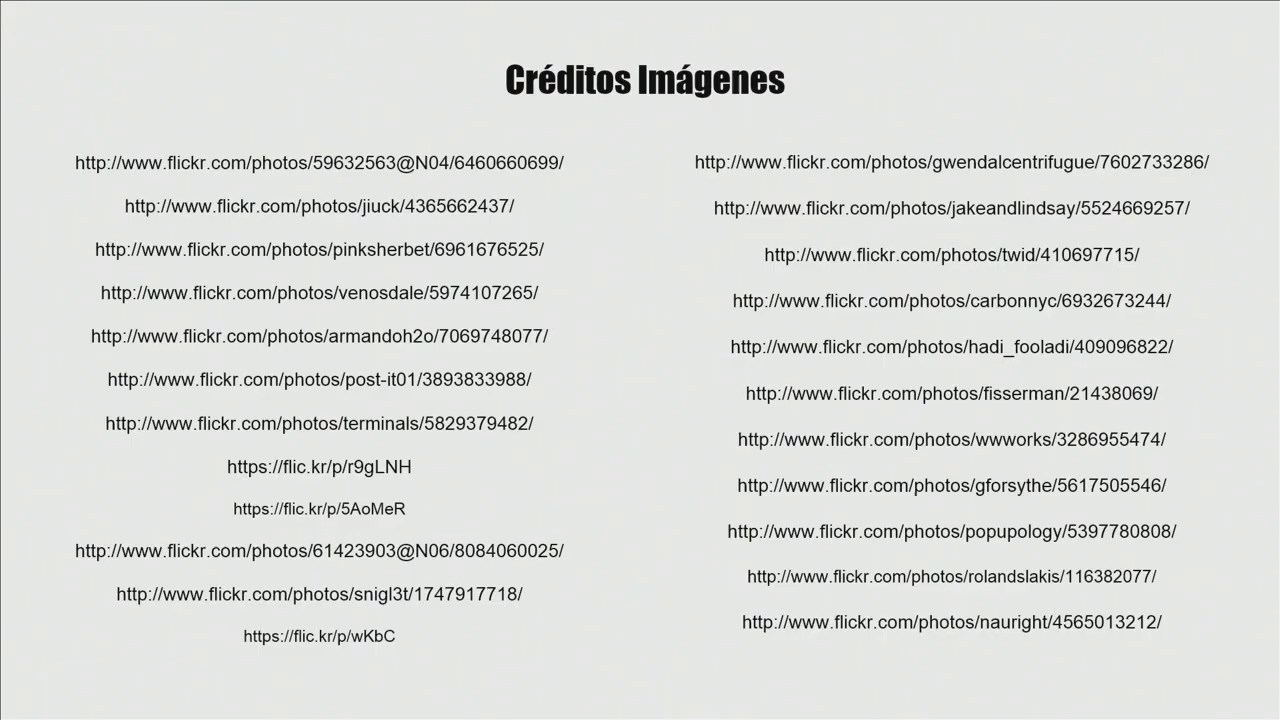 Créditos Imágenes
http://www.flickr.com/photos/59632563@N04/6460660699/
http://www.flickr.com/photos/jiuck/4365662437/
http://www.flickr.com/photos/pinksherbet/6961676525/
http://www.flickr.com/photos/venosdale/5974107265/
http://www.flickr.com/photos/armandoh2o/7069748077/
http://www.flickr.com/photos/post-it01/3893833988/
http://www.flickr.com/photos/terminals/5829379482/
https://flic.kr/p/r9gLNH
https://flic.kr/p/5AoMeR
http://www.flickr.com/photos/61423903@N06/8084060025/
http://www.flickr.com/photos/snigl3t/1747917718/
https://flic.kr/p/wKbC
http://www.flickr.com/photos/gwendalcentrifugue/7602733286/
http://www.flickr.com/photos/jakeandlindsay/5524669257/
http://www.flickr.com/photos/twid/410697715/
http://www.flickr.com/photos/carbonnyc/6932673244/
http://www.flickr.com/photos/hadi_fooladi/409096822/
http://www.flickr.com/photos/fisserman/21438069/
http://www.flickr.com/photos/wwworks/3286955474/
http://www.flickr.com/photos/gforsythe/5617505546/
http://www.flickr.com/photos/popupology/5397780808/
http://www.flickr.com/photos/rolandslakis/116382077/
http://www.flickr.com/photos/nauright/4565013212/